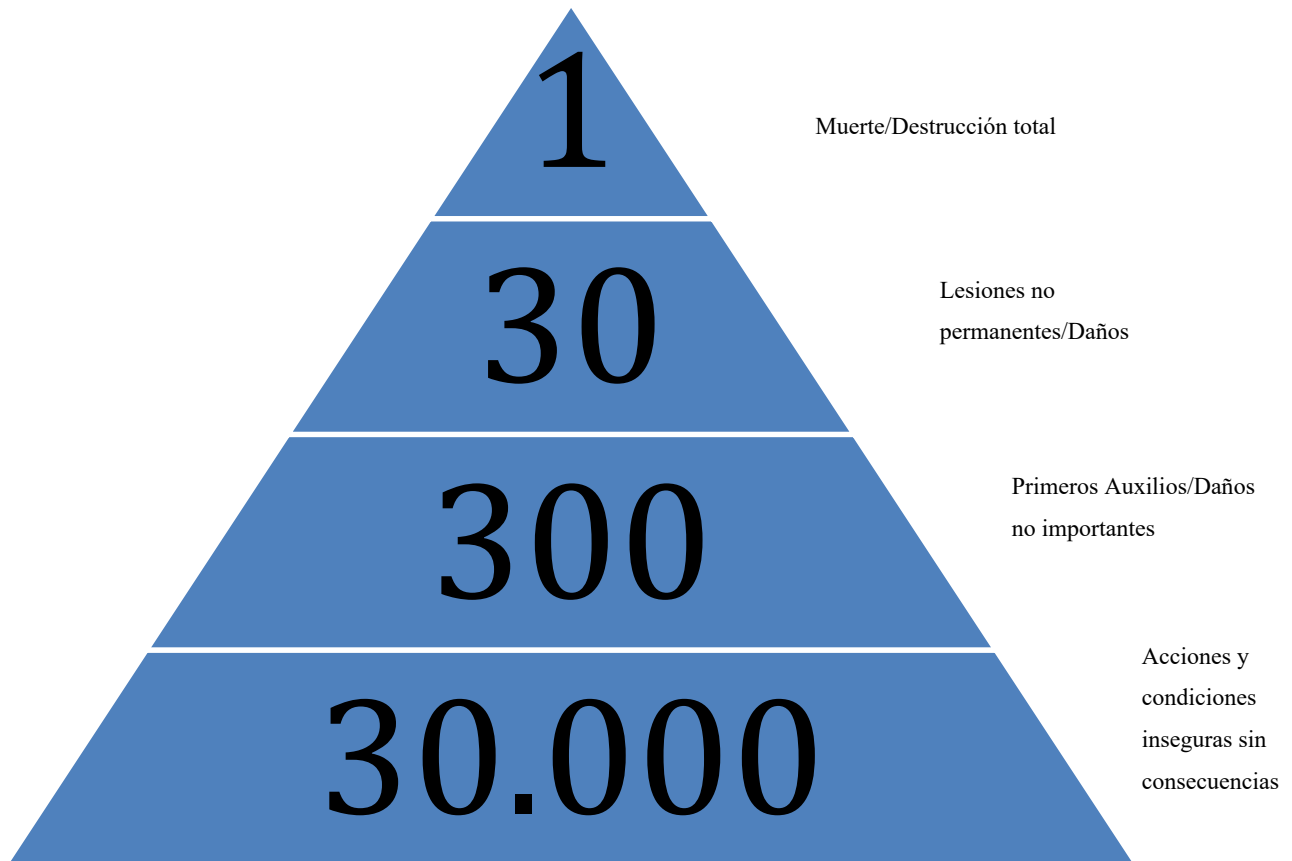 1
Muerte/Destrucción total
30
Lesiones no
permanentes/Daños
300
Primeros Auxilios/Daños
no importantes
30.000
Acciones y
condiciones
inseguras sin
consecuencias